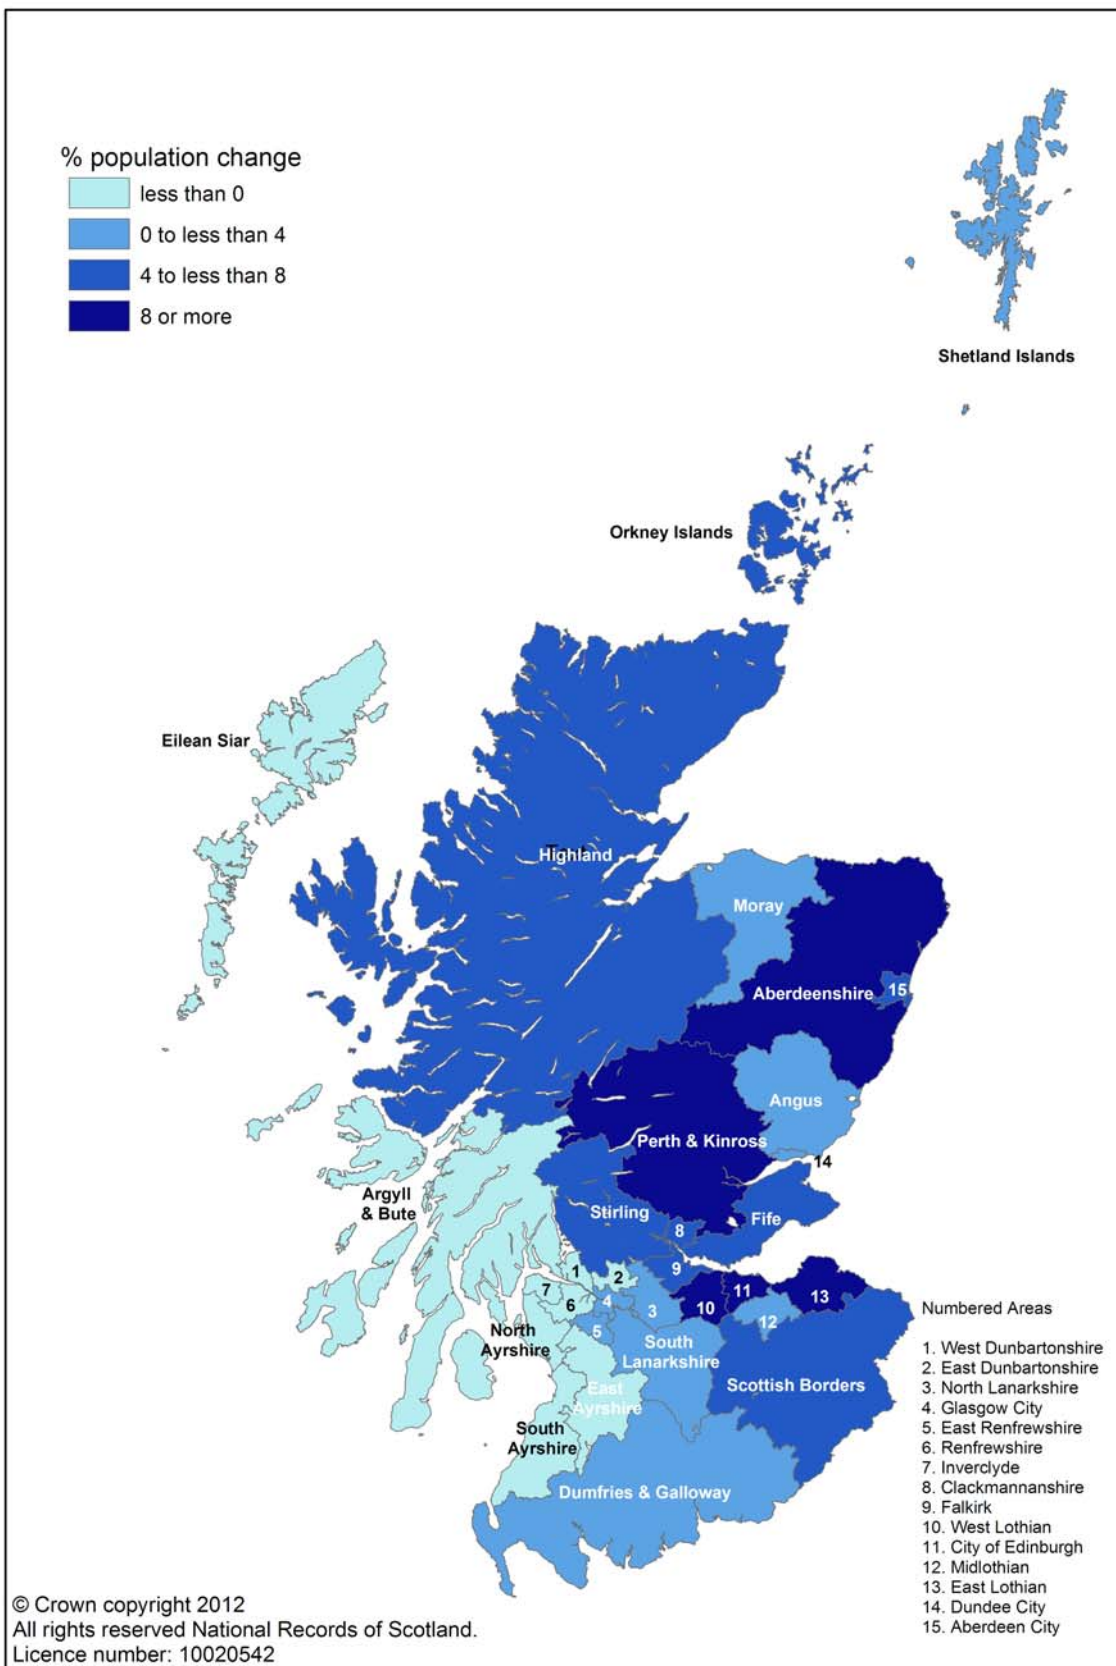 % population change
less than 0
0 to less than 4
4 to less than 8
8 or more
Shetland Islands
Orkney Islands
Eilean Siar
Highland
Moray
Aberdeenshire
15
Angus
Perth & Kinross
14
Argyll
& Bute
Stirling
8
Fife
1
2
9
7
6
4
3
10
11
13
12
5
North
Ayrshire
South
Lanarkshire
Scottish Borders
East
Ayrshire
South
Ayrshire
Dumfries & Galloway
Numbered Areas
1. West Dunbartonshire
2. East Dunbartonshire
3. North Lanarkshire
4. Glasgow City
5. East Renfrewshire
6. Renfrewshire
7. Inverclyde
8. Clackmannanshire
9. Falkirk
10. West Lothian
11. City of Edinburgh
12. Midlothian
13. East Lothian
14. Dundee City
15. Aberdeen City
© Crown copyright 2012
All rights reserved National Records of Scotland.
Licence number: 10020542